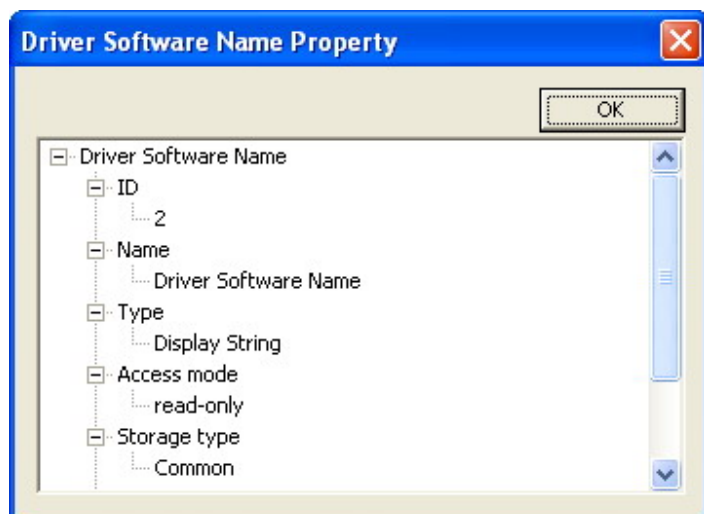 Driver Software Name Property
OK
Driver Software Name
ID
2
Name
Driver Software Name
Type
Display String
Access mode
read-only
Storage type
Common